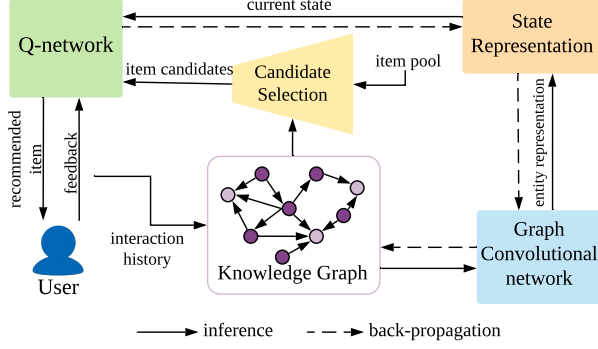 current state
Q-network
State
Representation
item candidates
Candidate
Selection
item pool
recommended
item
feedback
entity representation
interaction
history
User
Knowledge Graph
Graph
Convolutional
network
inference
back-propagation